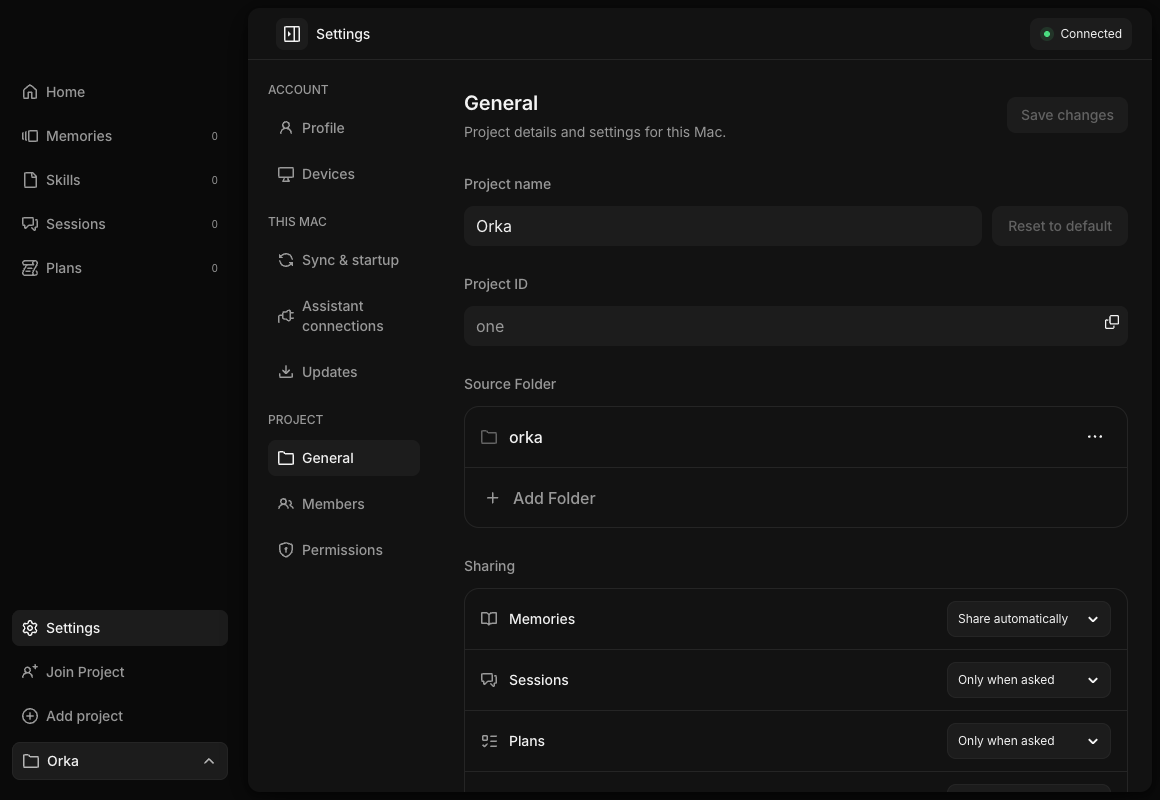 Settings
Connected
Home
Memories 0
Skills 0
Sessions 0
Plans 0
Settings
Join Project
Add project
Orka
ACCOUNT
Profile
Devices
THIS MAC
Sync & startup
Assistant
connections
Updates
PROJECT
General
Members
Permissions
General
Project details and settings for this Mac.
Save changes
Project name
Orka
Reset to default
Project ID
one
Source Folder
orka
Add Folder
Sharing
Memories
Share automatically
Sessions
Only when asked
Plans
Only when asked